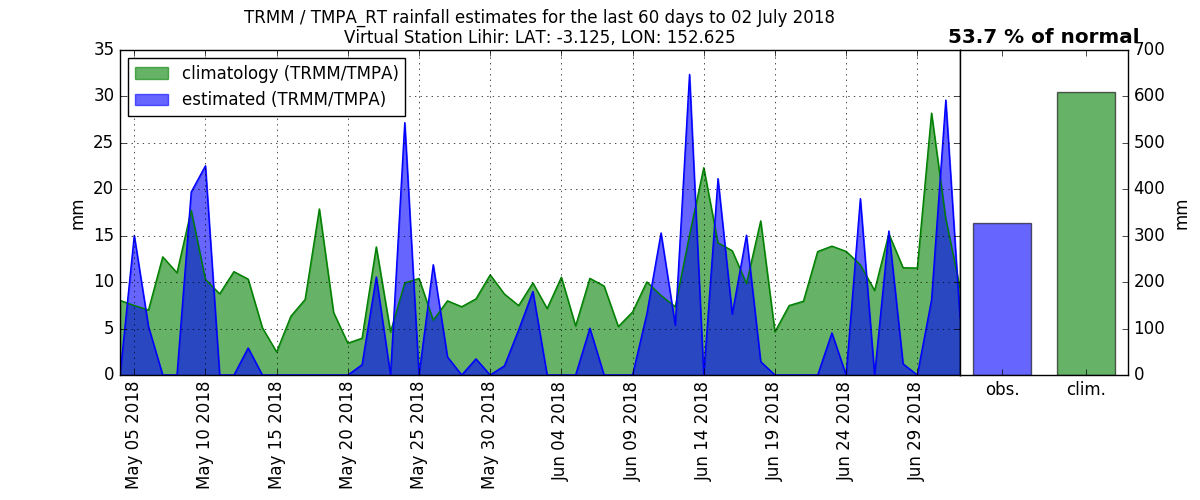 TRMM / TMPA_RT rainfall estimates for the last 60 days to 02 July 2018
Virtual Station Lihir: LAT: -3.125, LON: 152.625
53.7 % of normal
climatology (TRMM/TMPA)
estimated (TRMM/TMPA)
35
30
25
20
15
10
5
0
mm
May 05 2018
May 10 2018
May 15 2018
May 20 2018
May 25 2018
May 30 2018
Jun 04 2018
Jun 09 2018
Jun 14 2018
Jun 19 2018
Jun 24 2018
Jun 29 2018
obs.
clim.
700
600
500
400
300
200
100
0
mm